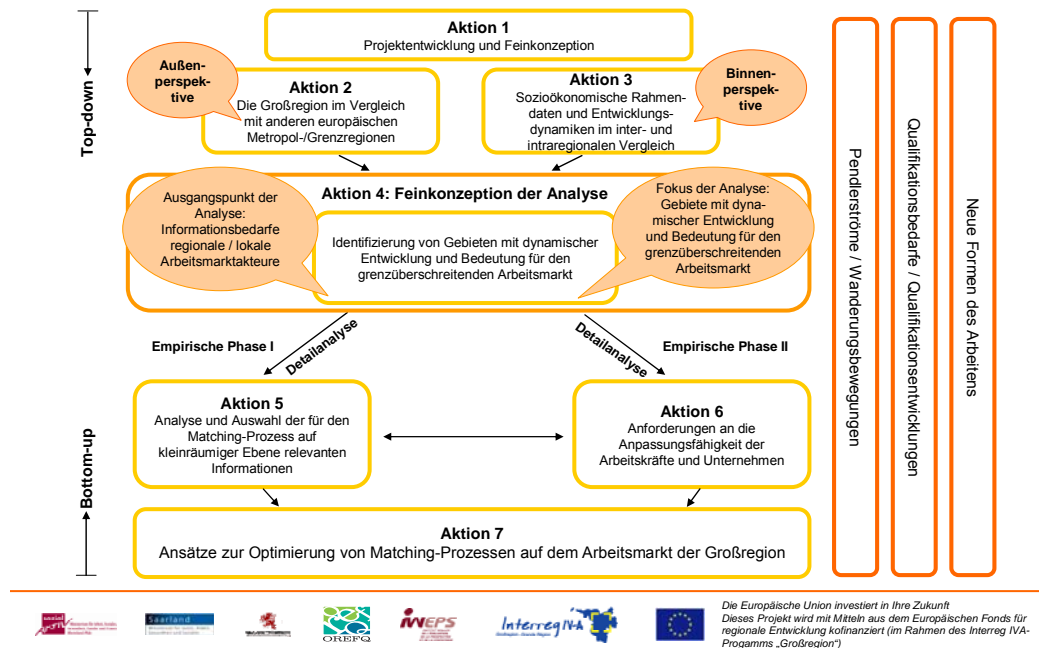 Aktion 1
Projektentwicklung und Feinkonzeption
Top-down
Außen-
perspek-
tive
Aktion 2
Die Großregion im Vergleich
mit anderen europäischen
Metropol-/Grenzregionen
Aktion 3
Sozioökonomische Rahmen-
daten und Entwicklungs-
dynamiken im inter- und
intraregionalen Vergleich
Binnen-
perspektive
Aktion 4: Feinkonzeption der Analyse
Ausgangspunkt der
Analyse:
Informationsbedarfe
regionale / lokale
Arbeitsmarktakteure
Identifizierung von Gebieten mit dynamischer
Entwicklung und Bedeutung für den
grenzüberschreitenden Arbeitsmarkt
Fokus der Analyse:
Gebiete mit dyna-
mischer Entwicklung
und Bedeutung für den
grenzüberschreitenden
Arbeitsmarkt
Empirische Phase I
Detailanalyse
Detailanalyse
Empirische Phase II
Bottom-up
Aktion 5
Analyse und Auswahl der für den
Matching-Prozess auf
kleinräumiger Ebene relevanten
Informationen
Aktion 6
Anforderungen an die
Anpassungsfähigkeit der
Arbeitskräfte und Unternehmen
Aktion 7
Ansätze zur Optimierung von Matching-Prozessen auf dem Arbeitsmarkt der Großregion
Pendlerströme / Wanderungsbewegungen
Qualifikationsbedarfe / Qualifikationsentwicklungen
Neue Formen des Arbeitens
Saarland
OREFQ
IWEPS
Interreg IV-A
Die Europäische Union investiert in Ihre Zukunft
Dieses Projekt wird mit Mitteln aus dem Europäischen Fonds für
regionale Entwicklung kofinanziert (im Rahmen des Interreg IVA-
Progamms „Großregion“)